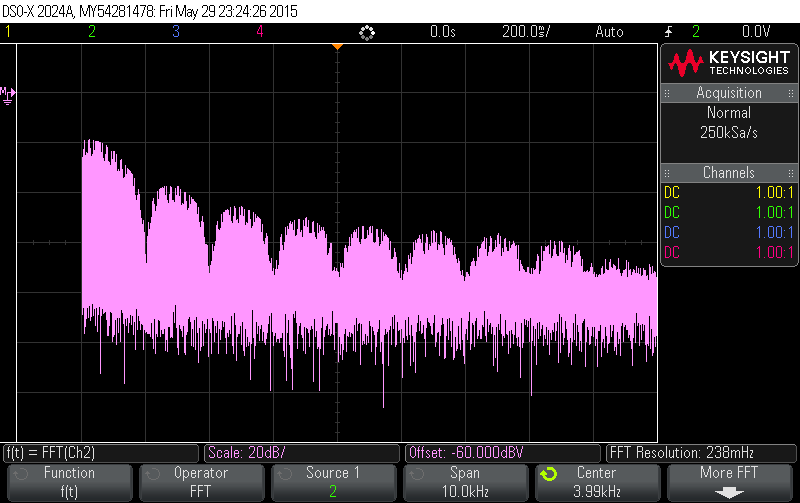 DSO-X 2024A, MY54281478: Fri May 29 23:24:26 2015
1 2 3 4 0.0s 200.0ms/ Auto 2 0.0V
M
KEYSIGHT
TECHNOLOGIES
Acquisition
Normal
250kSa/s
Channels
DC 1.00:1
DC 1.00:1
DC 1.00:1
DC 1.00:1
f(t) = FFT(Ch2) Scale: 20dB/ Offset: -60.000dBV FFT Resolution: 238mHz
Function Operator Source 1 Span Center More FFT
f(t) FFT 2 10.0kHz 3.99kHz